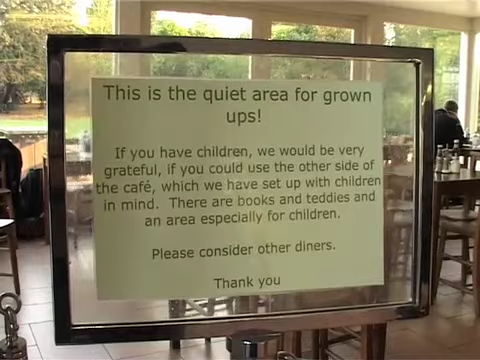 This is the quiet area for grown
ups!
If you have children, we would be very
grateful, if you could use the other side of
the café, which we have set up with children
in mind. There are books and teddies and
an area especially for children.
Please consider other diners.
Thank you